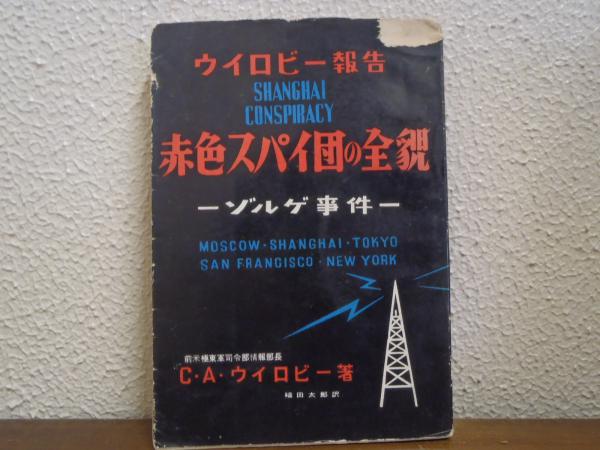 ウイロビー報告
SHANGHAI
CONSPIRACY
赤色スパイ団の全貌
—ゾルゲ事件—
MOSCOW・SHANGHAI・TOKYO
SAN FRANCISCO・NEW YORK
前米極東軍司令部情報部長
C・A・ウイロビー著
福田太郎訳